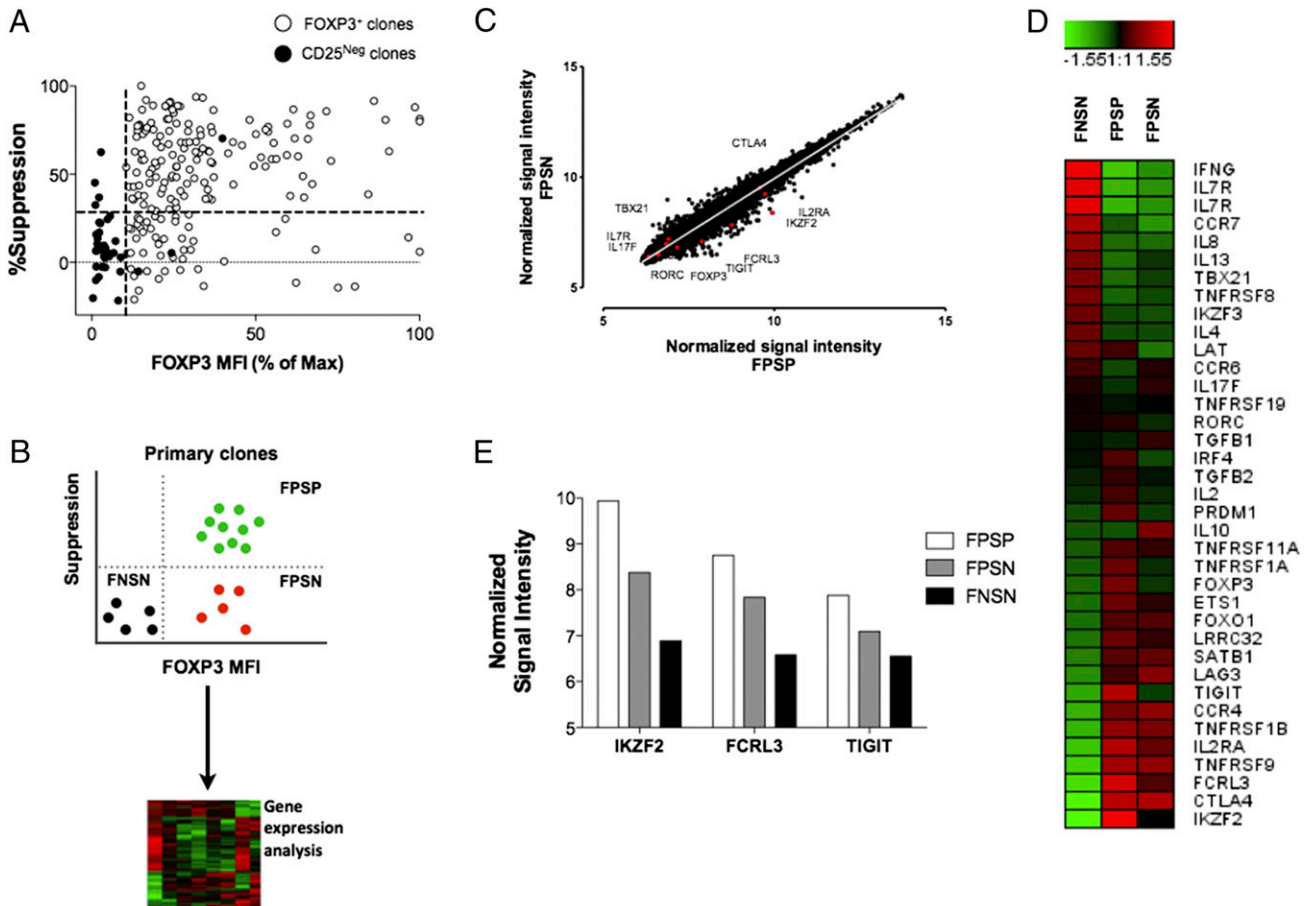 A
FOXP3+ clones
CD25Neg clones
%Suppression
100
50
0
0
50
100
FOXP3 MFI (% of Max)
B
Primary clones
Suppression
FPSP
FNSN
FPSN
FOXP3 MFI
Gene
expression
analysis
C
Normalized signal intensity
FPSN
15
10
5
CTLA4
TBX21
IL2RA
IKZF2
IL7R
IL17F
FCRL3
TIGIT
FOXP3
RORC
5
10
15
Normalized signal intensity
FPSP
D
-1.551:11.55
FNSN
FPSP
FPSN
IFNG
IL7R
IL7R
CCR7
IL8
IL13
TBX21
TNFRSF8
IKZF3
IL4
LAT
CCR6
IL17F
TNFRSF19
RORC
TGFB1
IRF4
TGFB2
IL2
PRDM1
IL10
TNFRSF11A
TNFRSF1A
FOXP3
ETS1
FOXO1
LRRC32
SATB1
LAG3
TIGIT
CCR4
TNFRSF1B
IL2RA
TNFRSF9
FCRL3
CTLA4
IKZF2
E
Normalized
Signal Intensity
10
9
8
7
6
5
IKZF2
FCRL3
TIGIT
FPSP
FPSN
FNSN